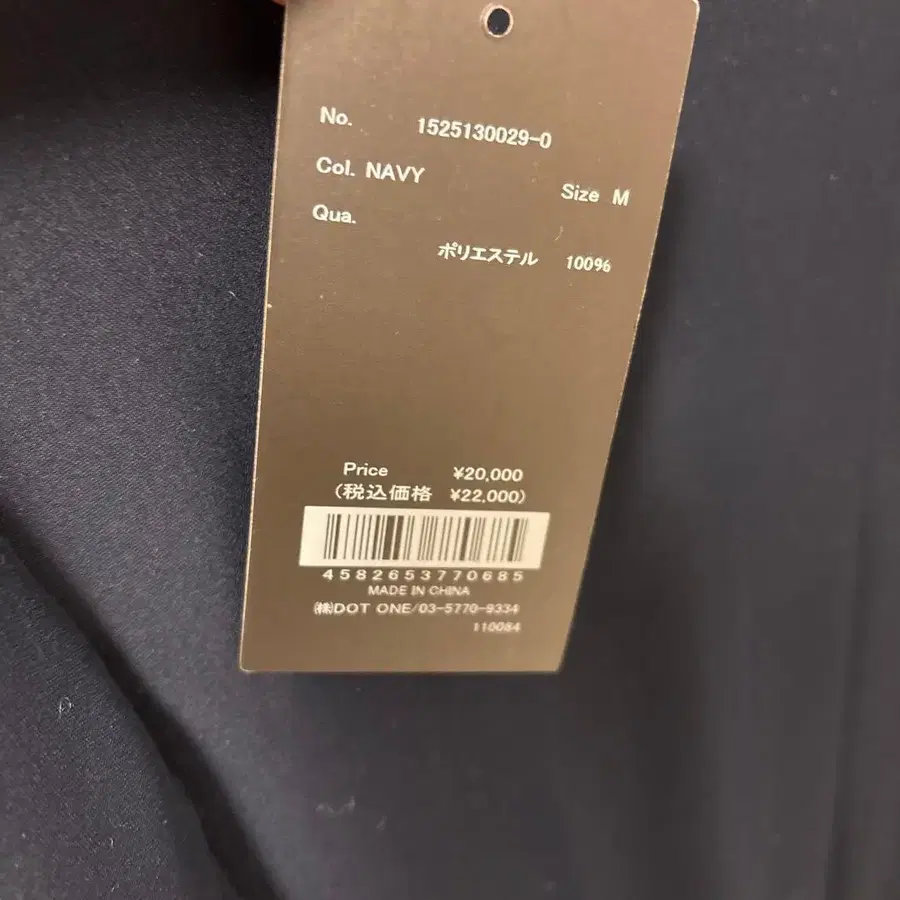 No. 1525130029-0
Col. NAVY Size M
Qua.
ポリエステル 100%
Price ¥20,000
(税込価格 ¥22,000)
4582653770685
MADE IN CHINA
㈱DOT ONE/03-5770-9334
110084